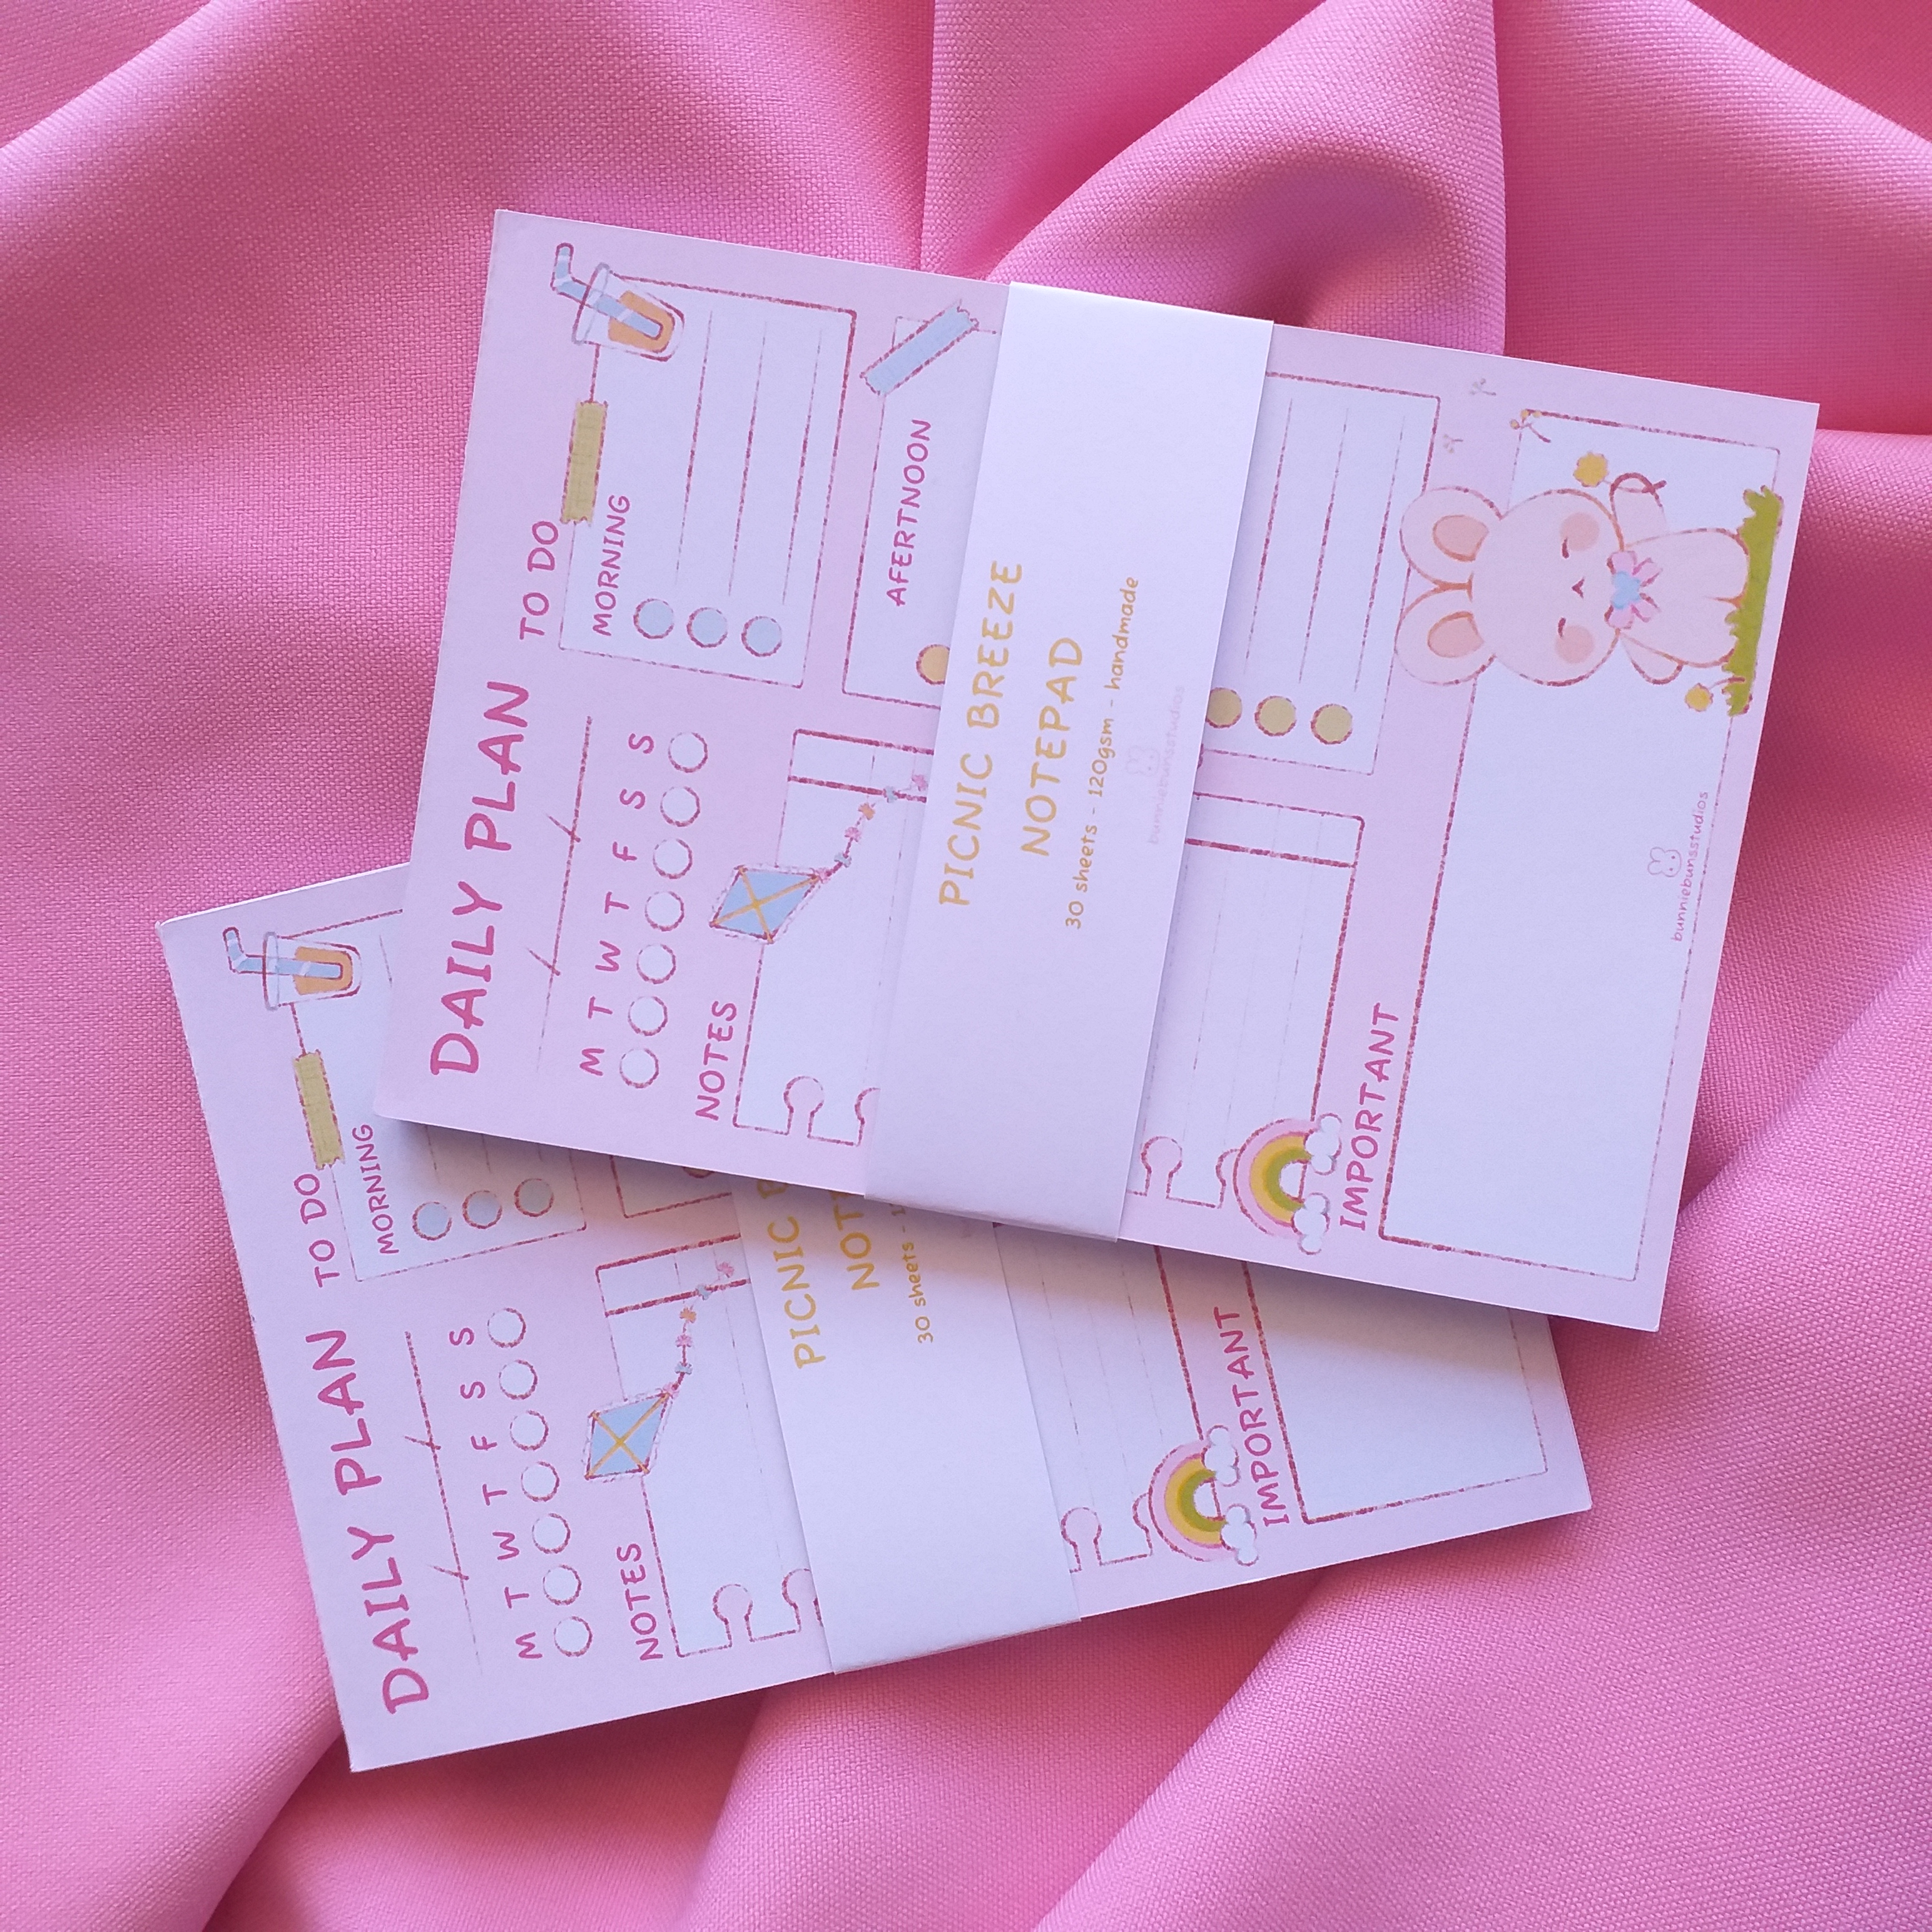 DAILY PLAN
TO DO
MORNING
M T W T F S S
NOTES
PICNIC
30 sheets -
IMPORTANT
DAILY PLAN
TO DO
MORNING
M T W T F S S
NOTES
AFERTNOON
PICNIC BREEZE
NOTEPAD
30 sheets - 120gsm - handmade
bunniebunsstudios
IMPORTANT
bunniebunsstudios